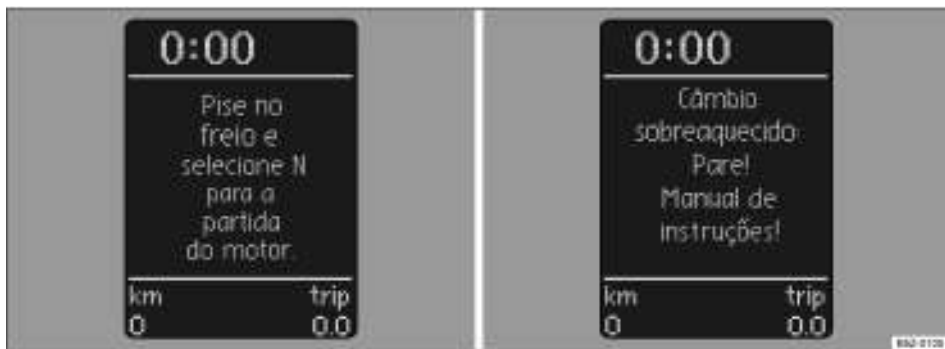 0:00
Pise no
freio e
selecione N
para a
partida
do motor.
km trip
0 0.0
0:00
Câmbio
sobreaquecido
Pare!
Manual de
instruções!
km trip
0 0.0